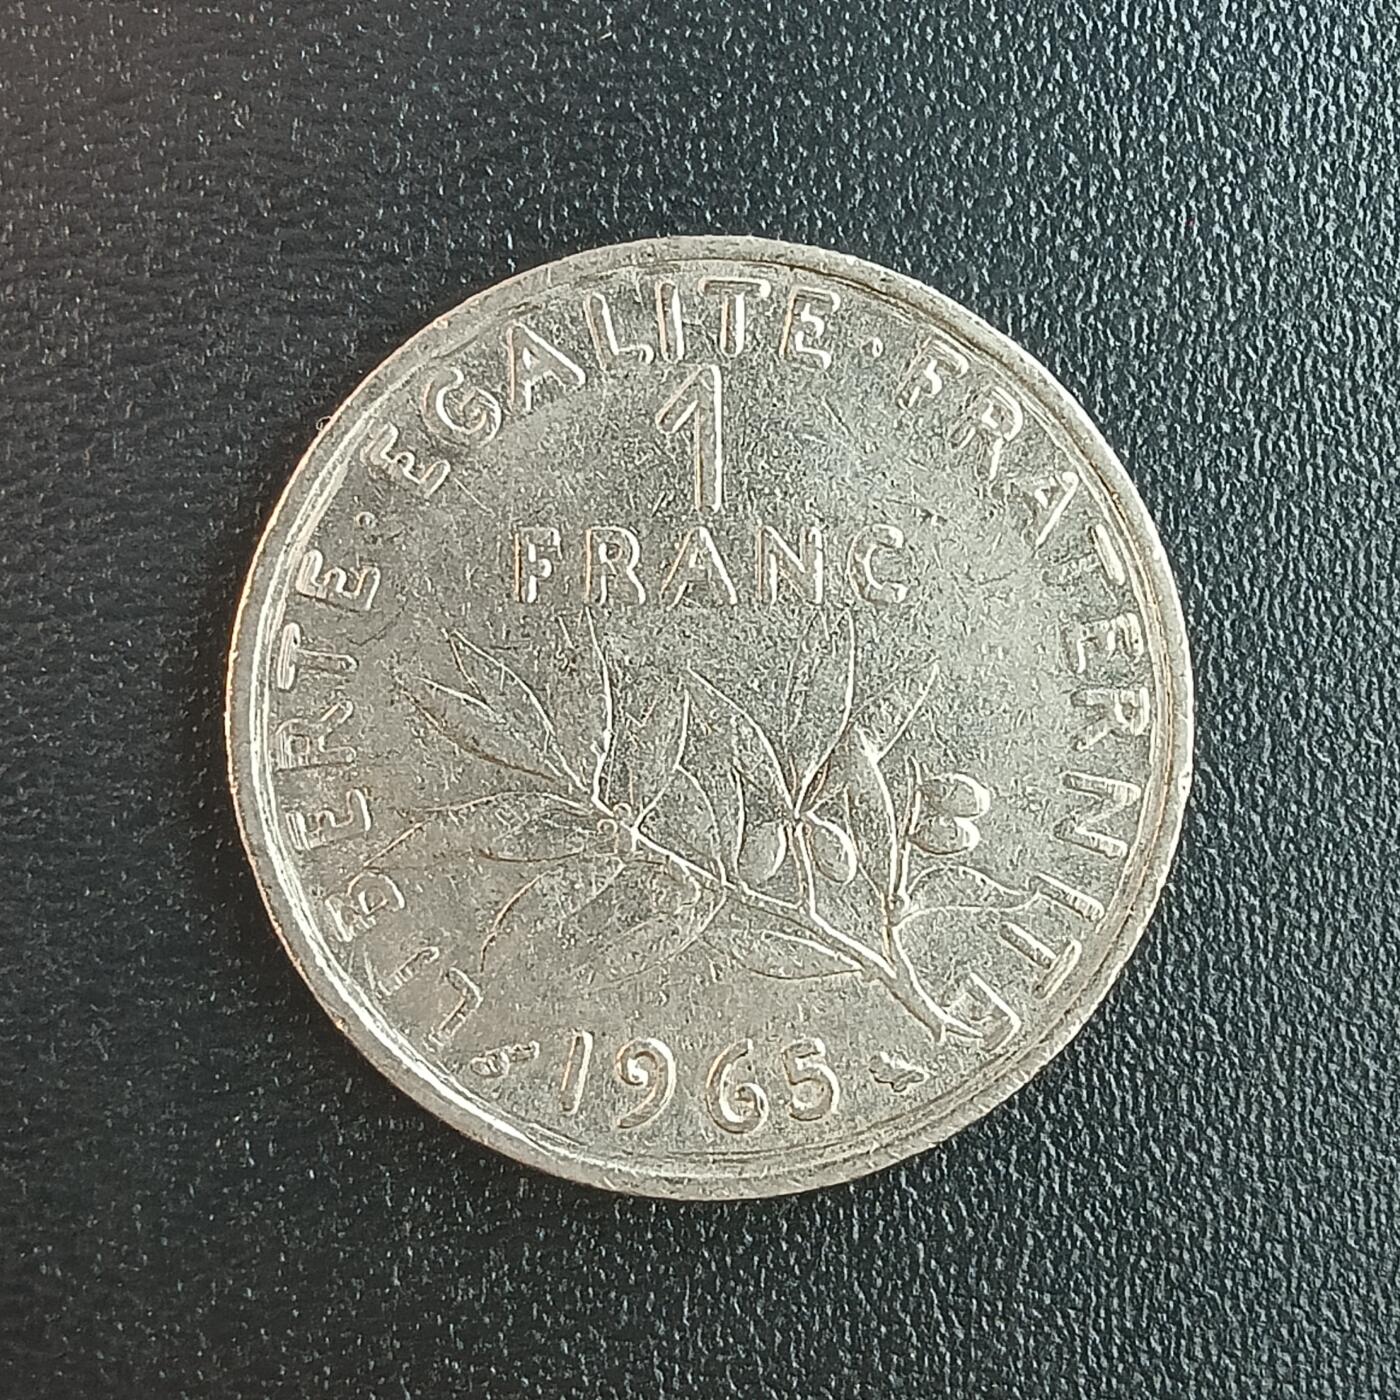 LIBERTE · EGALITE · FRATERNITE
1
FRANC
1965